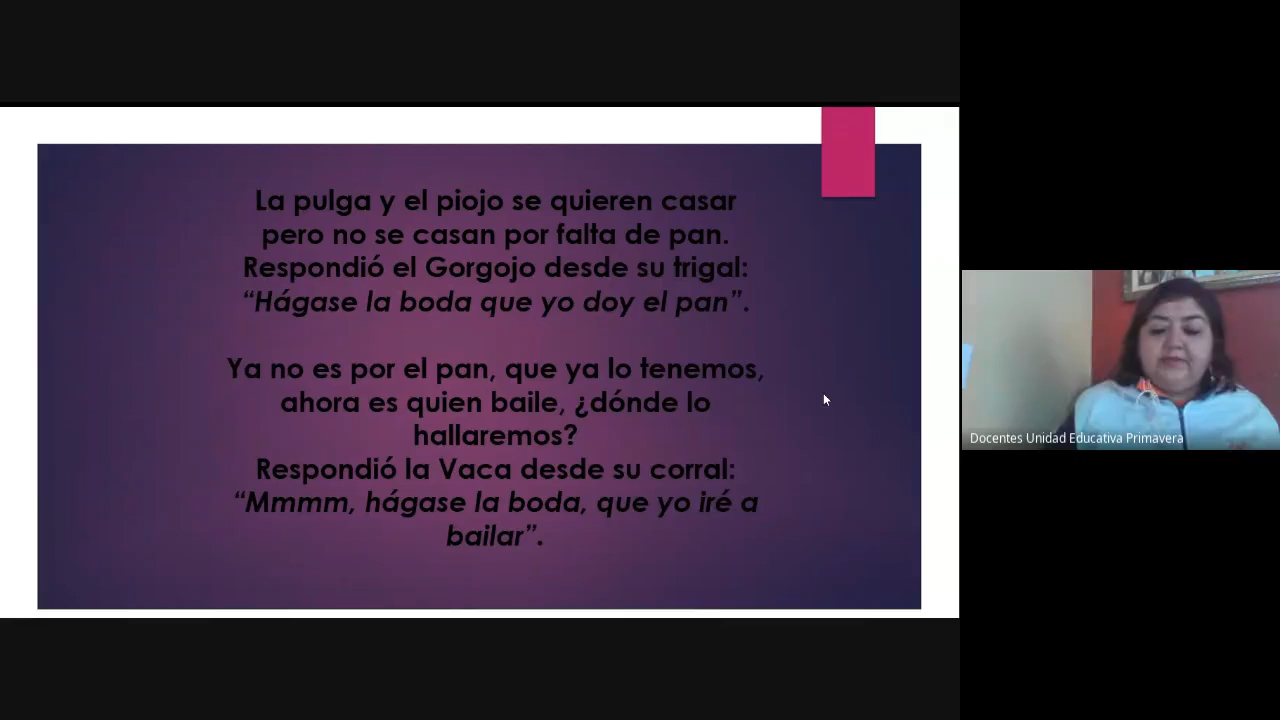 La pulga y el piojo se quieren casar
pero no se casan por falta de pan.
Respondió el Gorgojo desde su trigal:
“Hágase la boda que yo doy el pan”.
Ya no es por el pan, que ya lo tenemos,
ahora es quien baile, ¿dónde lo
hallaremos?
Respondió la Vaca desde su corral:
“Mmmm, hágase la boda, que yo iré a
bailar”.
Docentes Unidad Educativa Primavera